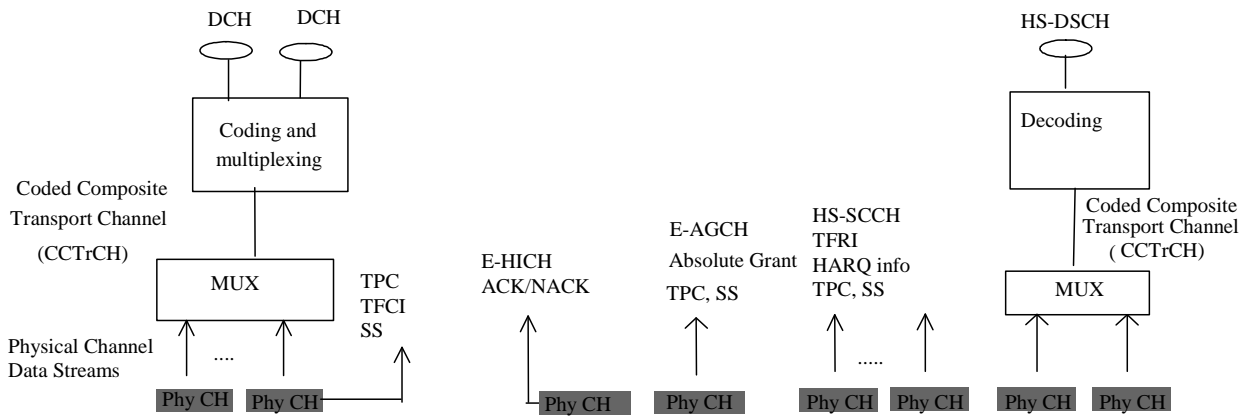 DCH
DCH
HS-DSCH
Coding and
multiplexing
Decoding
Coded Composite
Transport Channel
(CCTrCH)
Coded Composite
Transport Channel
( CCTrCH)
MUX
TPC
TFCI
SS
E-HICH
ACK/NACK
E-AGCH
Absolute Grant
TPC, SS
HS-SCCH
TFRI
HARQ info
TPC, SS
MUX
Physical Channel
Data Streams
....
.....
Phy CH
Phy CH
Phy CH
Phy CH
Phy CH
Phy CH
Phy CH
Phy CH